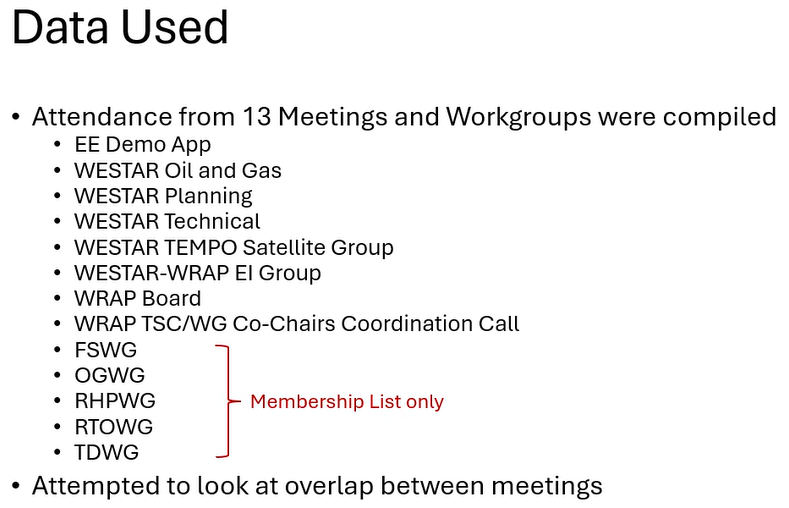 Data Used
• Attendance from 13 Meetings and Workgroups were compiled
• EE Demo App
• WESTAR Oil and Gas
• WESTAR Planning
• WESTAR Technical
• WESTAR TEMPO Satellite Group
• WESTAR-WRAP EI Group
• WRAP Board
• WRAP TSC/WG Co-Chairs Coordination Call
• FSWG
• OGWG
• RHPWG
• RTOWG
• TDWG
Membership List only
• Attempted to look at overlap between meetings